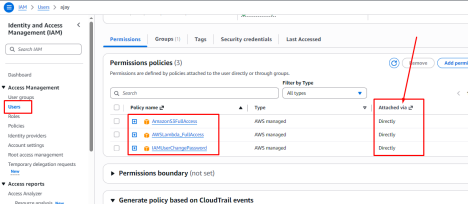 IAM > Users > ajay
Identity and Access
Management (IAM)
Search IAM
Dashboard
Access Management
User groups
Users
Roles
Policies
Identity providers
Account settings
Root access management
Temporary delegation requests
New
Access reports
Access Analyzer
Resource analysis New
Permissions
Groups (1)
Tags
Security credentials
Last Accessed
Permissions policies (3)
Remove
Add permi
Permissions are defined by policies attached to the user directly or through groups.
Filter by Type
Search
All types
Policy name
Type
Attached via
AmazonS3FullAccess
AWS managed
Directly
AWSLambda_FullAccess
AWS managed
Directly
IAMUserChangePassword
AWS managed
Directly
Permissions boundary (not set)
Generate policy based on CloudTrail events